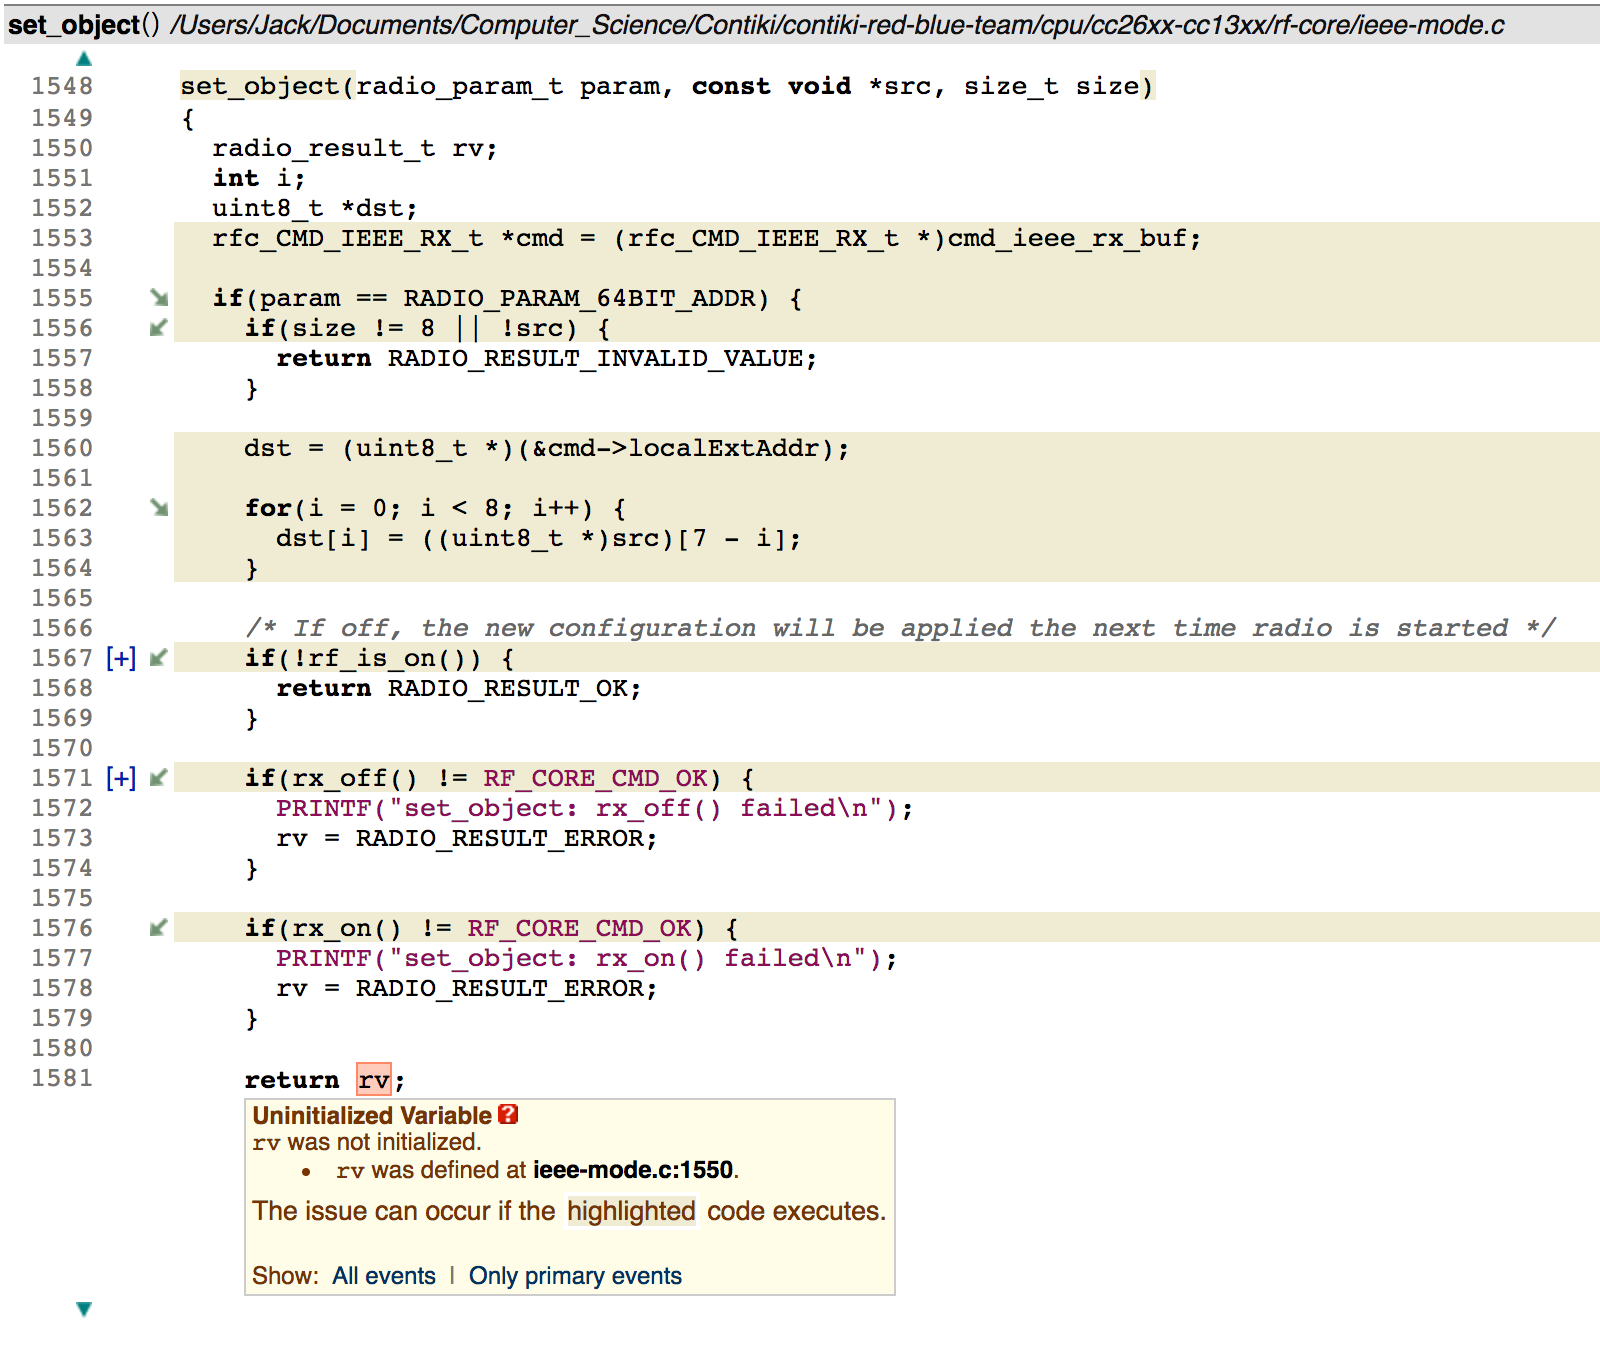 set_object() /Users/Jack/Documents/Computer_Science/Contiki/contiki-red-blue-team/cpu/cc26xx-cc13xx/rf-core/ieee-mode.c
1548 set_object(radio_param_t param, const void *src, size_t size)
1549 {
1550 radio_result_t rv;
1551 int i;
1552 uint8_t *dst;
1553 rfc_CMD_IEEE_RX_t *cmd = (rfc_CMD_IEEE_RX_t *)cmd_ieee_rx_buf;
1554
1555 if(param == RADIO_PARAM_64BIT_ADDR) {
1556 if(size != 8 || !src) {
1557 return RADIO_RESULT_INVALID_VALUE;
1558 }
1559
1560 dst = (uint8_t *)(&cmd->localExtAddr);
1561
1562 for(i = 0; i < 8; i++) {
1563 dst[i] = ((uint8_t *)src)[7 - i];
1564 }
1565
1566 /* If off, the new configuration will be applied the next time radio is started */
1567 [+] if(!rf_is_on()) {
1568 return RADIO_RESULT_OK;
1569 }
1570
1571 [+] if(rx_off() != RF_CORE_CMD_OK) {
1572 PRINTF("set_object: rx_off() failed\n");
1573 rv = RADIO_RESULT_ERROR;
1574 }
1575
1576 if(rx_on() != RF_CORE_CMD_OK) {
1577 PRINTF("set_object: rx_on() failed\n");
1578 rv = RADIO_RESULT_ERROR;
1579 }
1580
1581 return rv;
Uninitialized Variable ?
rv was not initialized.
• rv was defined at ieee-mode.c:1550.
The issue can occur if the highlighted code executes.
Show: All events | Only primary events